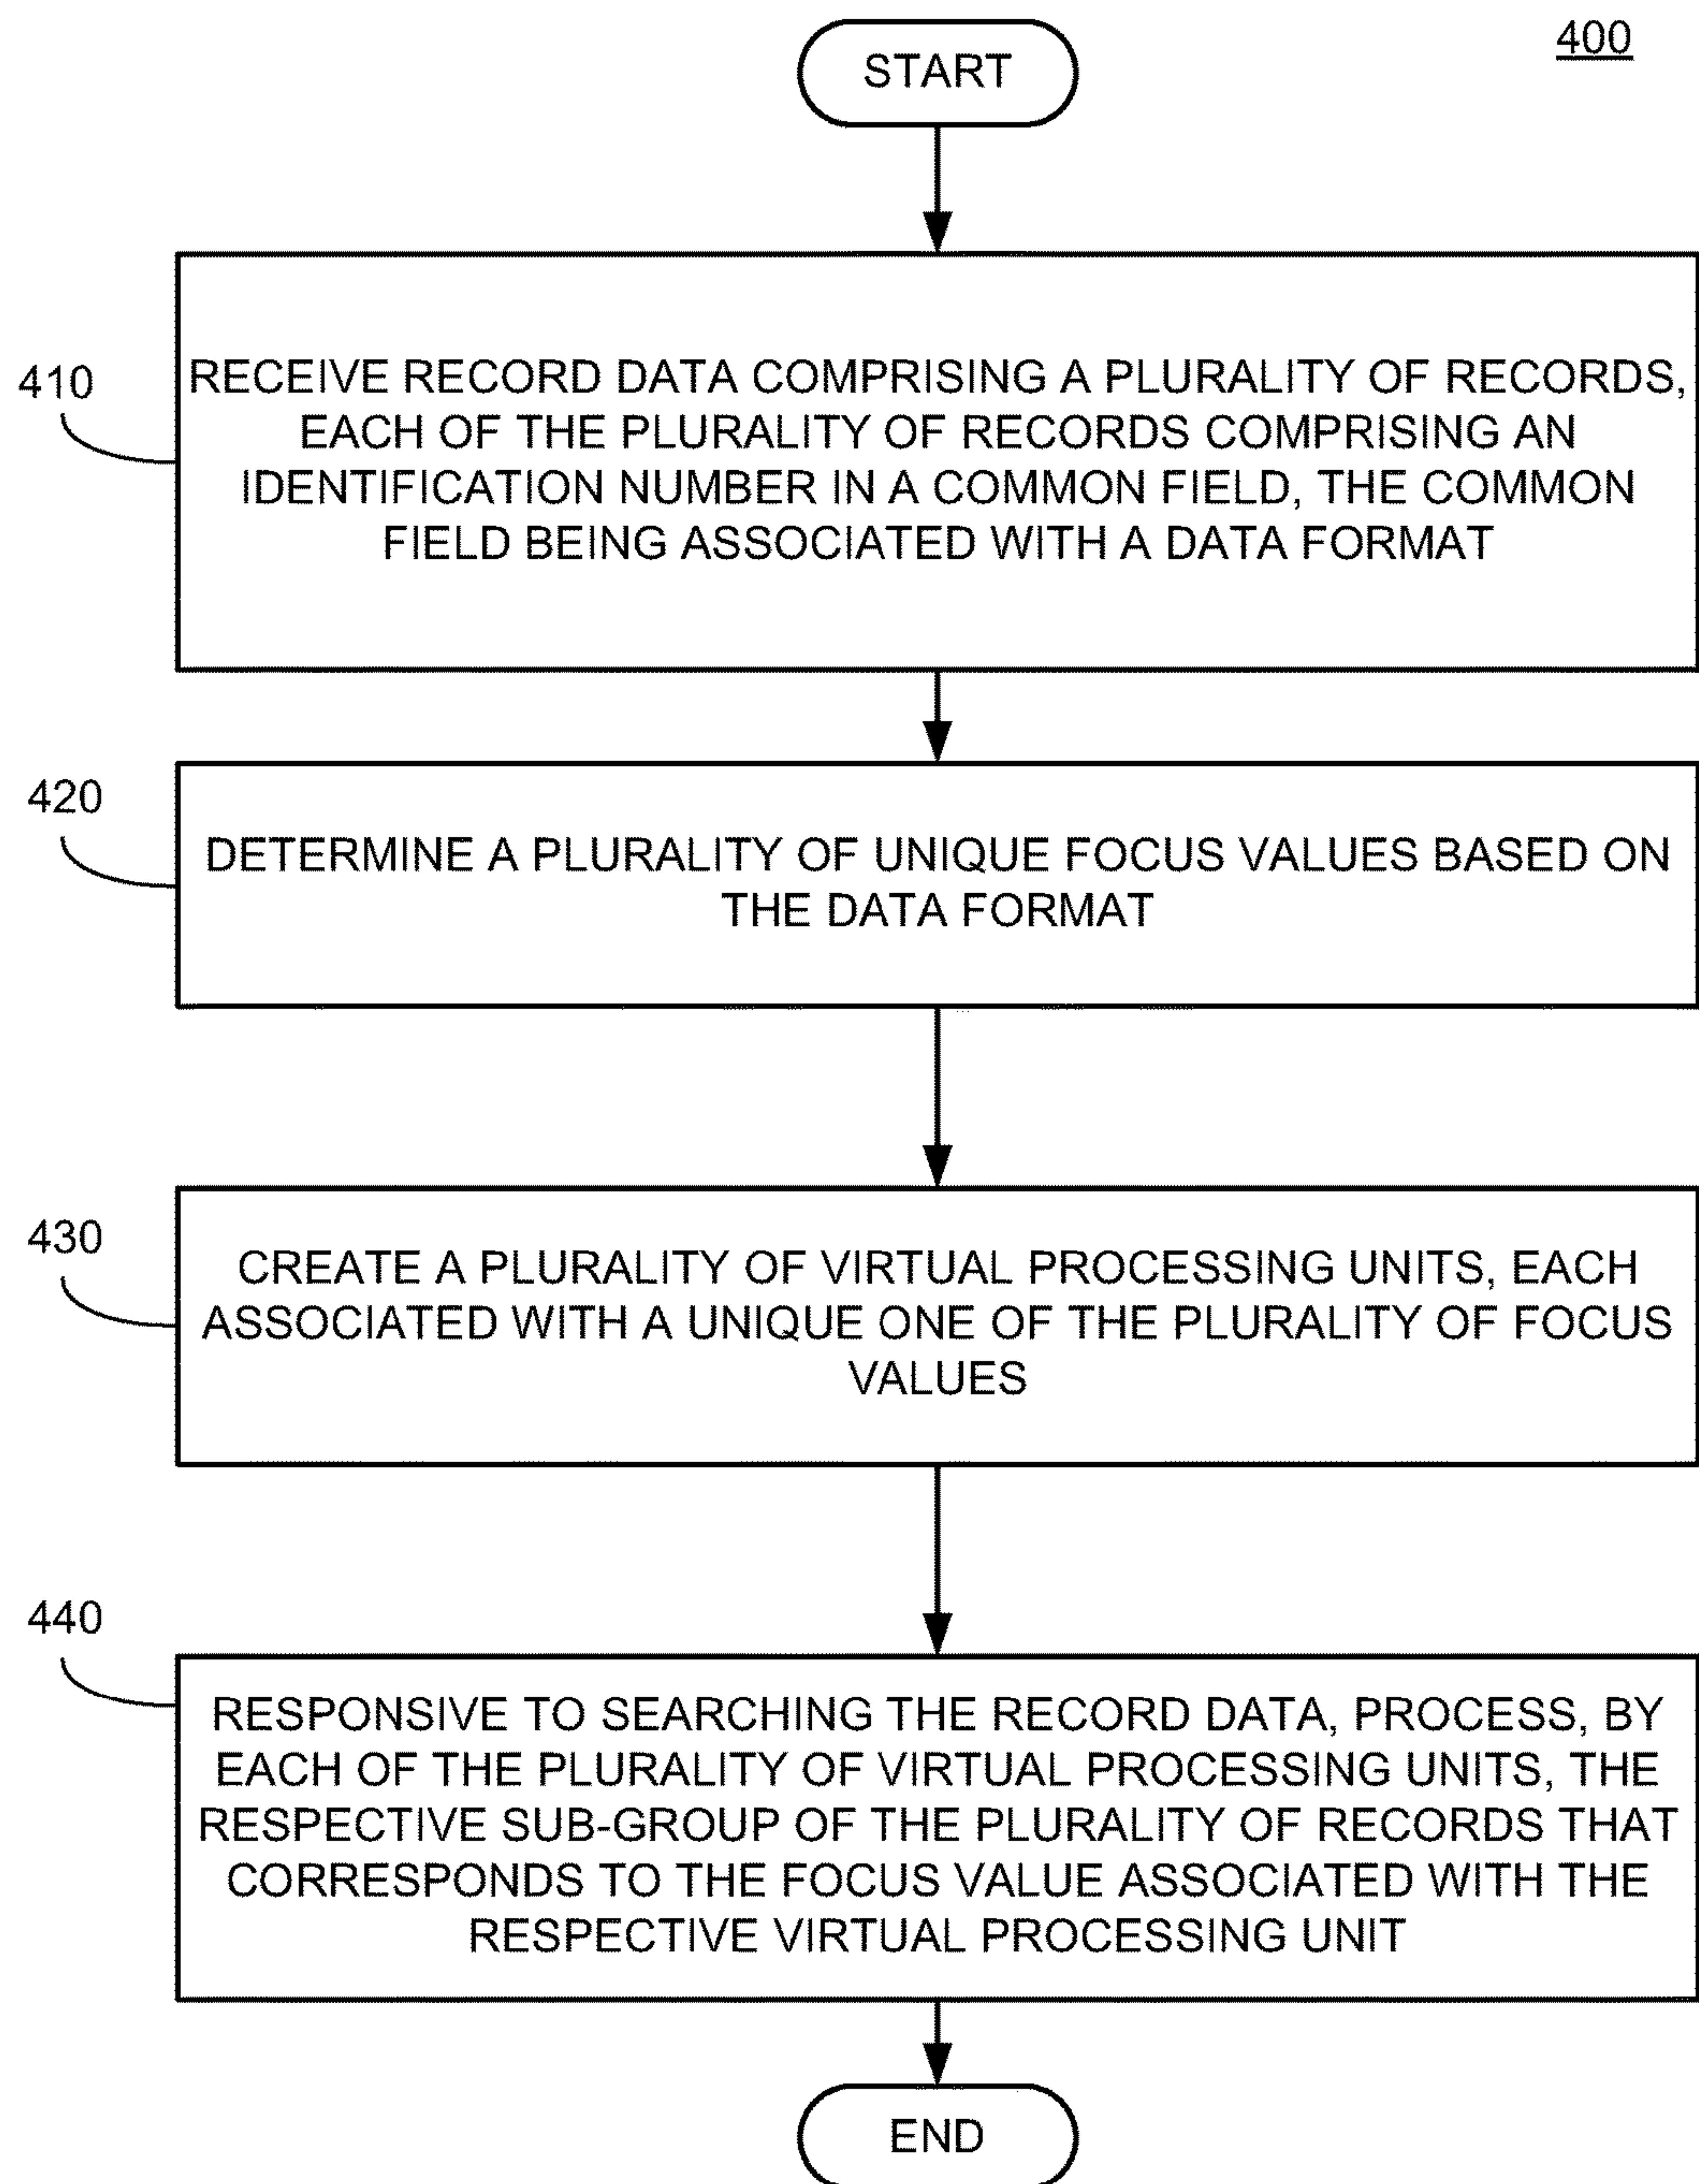 400
START
410
RECEIVE RECORD DATA COMPRISING A PLURALITY OF RECORDS,
EACH OF THE PLURALITY OF RECORDS COMPRISING AN
IDENTIFICATION NUMBER IN A COMMON FIELD, THE COMMON
FIELD BEING ASSOCIATED WITH A DATA FORMAT
420
DETERMINE A PLURALITY OF UNIQUE FOCUS VALUES BASED ON
THE DATA FORMAT
430
CREATE A PLURALITY OF VIRTUAL PROCESSING UNITS, EACH
ASSOCIATED WITH A UNIQUE ONE OF THE PLURALITY OF FOCUS
VALUES
440
RESPONSIVE TO SEARCHING THE RECORD DATA, PROCESS, BY
EACH OF THE PLURALITY OF VIRTUAL PROCESSING UNITS, THE
RESPECTIVE SUB-GROUP OF THE PLURALITY OF RECORDS THAT
CORRESPONDS TO THE FOCUS VALUE ASSOCIATED WITH THE
RESPECTIVE VIRTUAL PROCESSING UNIT
END